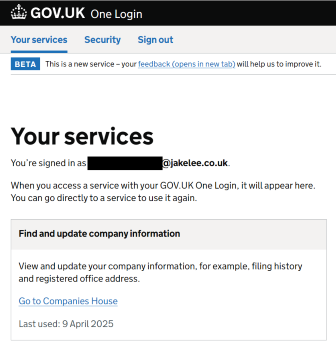 GOV.UK One Login
Your services Security Sign out
BETA This is a new service – your feedback (opens in new tab) will help us to improve it.
Your services
You're signed in as @jakelee.co.uk.
When you access a service with your GOV.UK One Login, it will appear here.
You can go directly to a service to use it again.
Find and update company information
View and update your company information, for example, filing history
and registered office address.
Go to Companies House
Last used: 9 April 2025